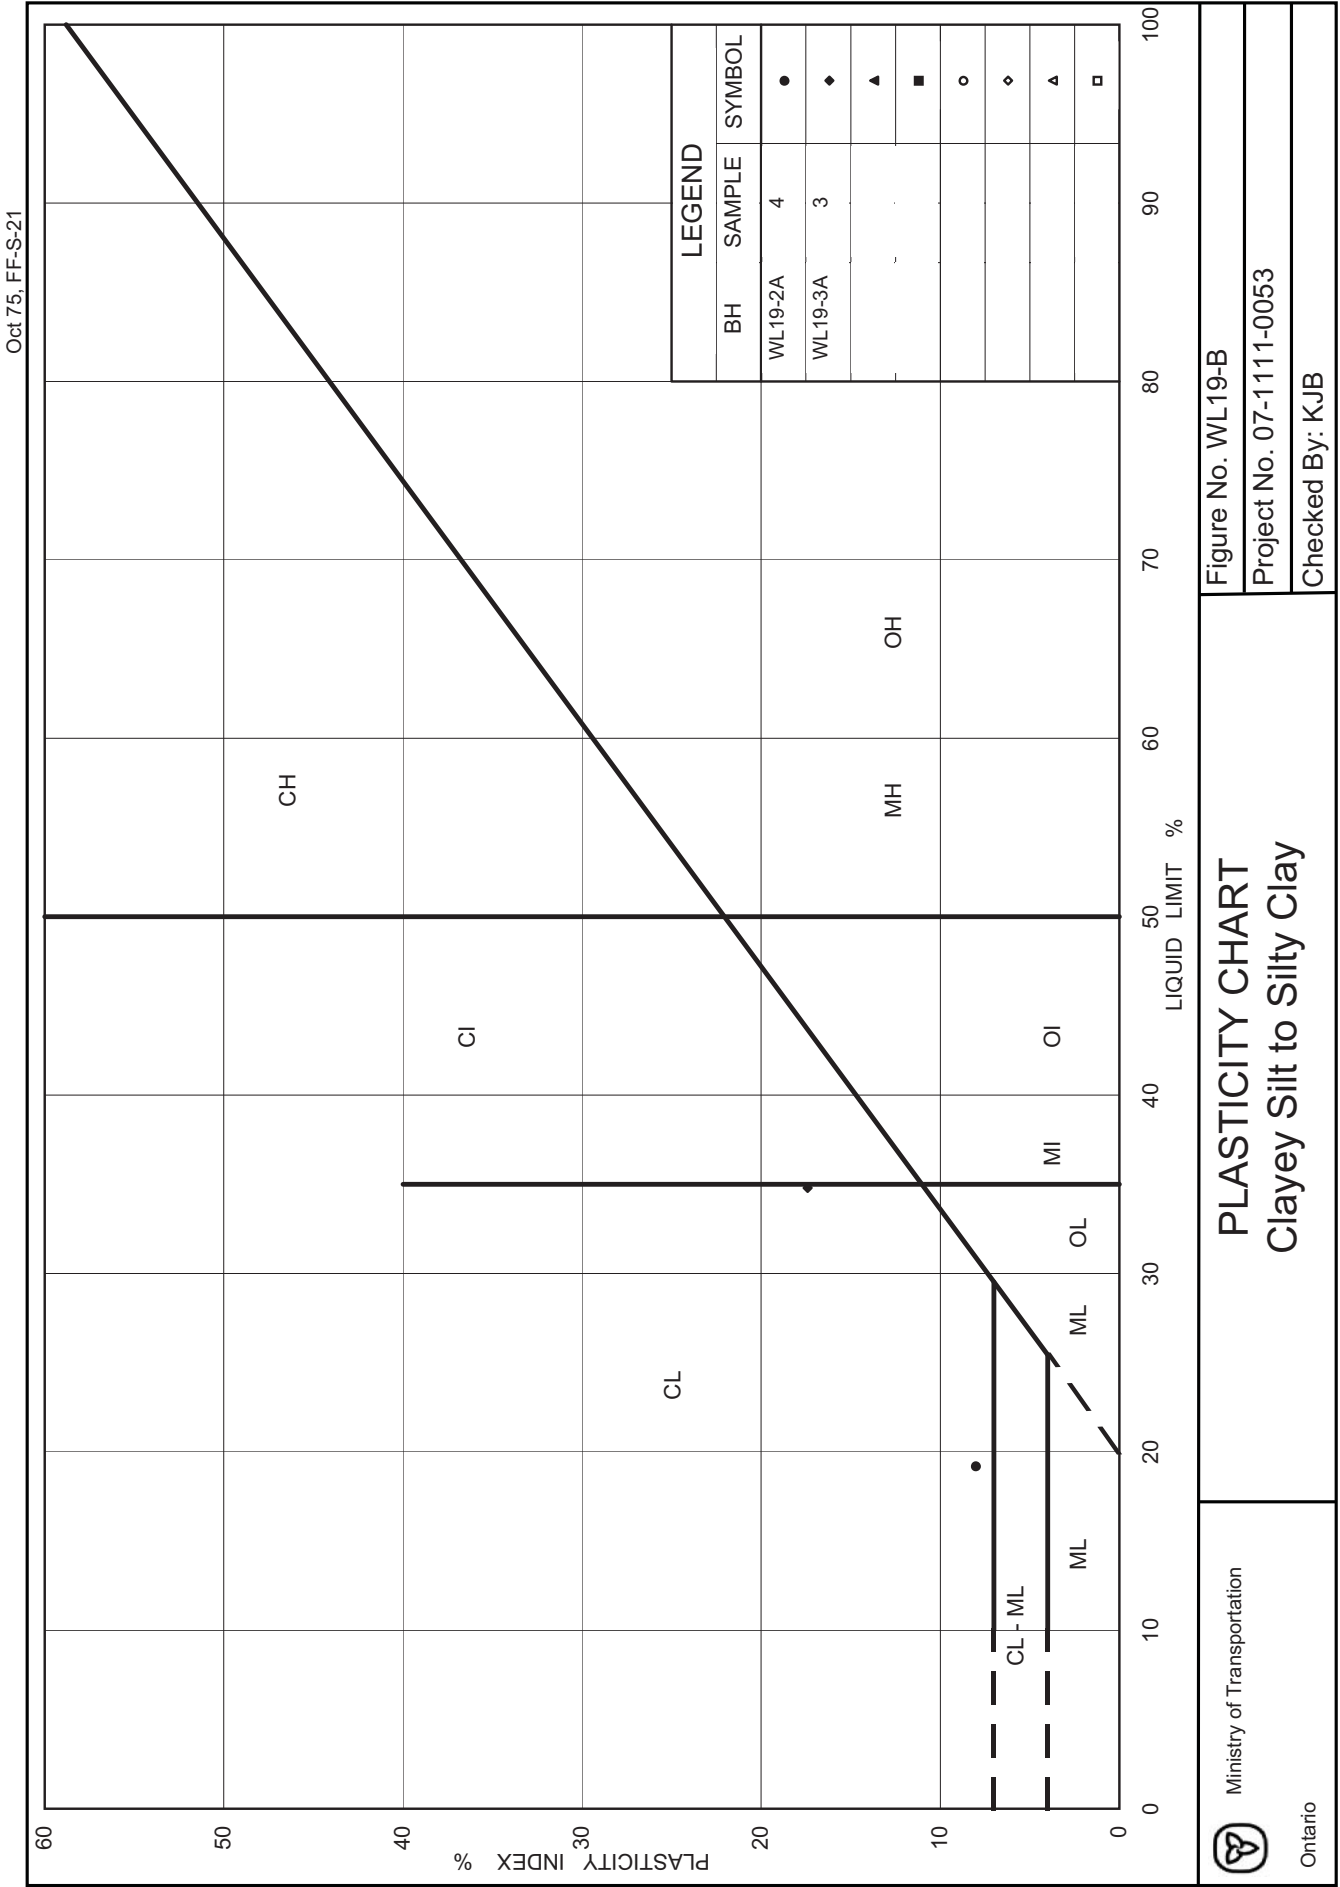 Oct 75, FF-S-21
PLASTICITY INDEX %
60
50
40
30
20
10
0
CH
CI
CL
CL - ML
ML
ML
OL
MI
OI
MH
OH
LEGEND
BH SAMPLE SYMBOL
WL19-2A 4
WL19-3A 3
0 10 20 30 40 50 60 70 80 90 100
LIQUID LIMIT %
Ministry of Transportation
Ontario
PLASTICITY CHART
Clayey Silt to Silty Clay
Figure No. WL19-B
Project No. 07-1111-0053
Checked By: KJB